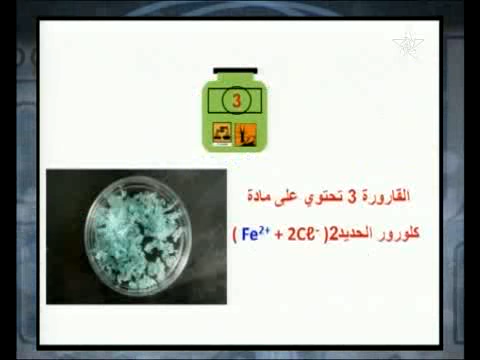 3
القارورة 3 تحتوي على مادة
كلورور الحديد2 ( Fe²⁺ + 2Cℓ⁻ )